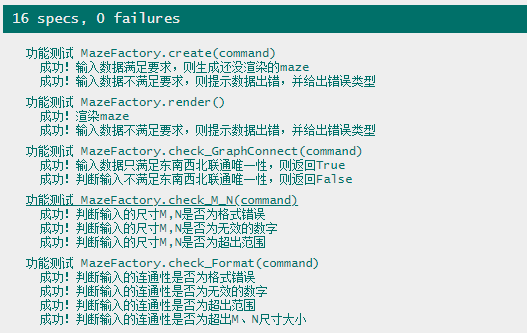 16 specs, 0 failures
功能测试 MazeFactory.create(command)
成功！输入数据满足要求，则生成还没渲染的maze
成功！输入数据不满足要求，则提示数据出错，并给出错误类型
功能测试 MazeFactory.render()
成功！渲染maze
成功！输入数据不满足要求，则提示数据出错，并给出错误类型
功能测试 MazeFactory.check_GraphConnect(command)
成功！输入数据只满足东南西北联通唯一性，则返回True
成功！判断输入不满足东南西北联通唯一性，则返回False
功能测试 MazeFactory.check_M_N(command)
成功！判断输入的尺寸M,N是否为格式错误
成功！判断输入的尺寸M,N是否为无效的数字
成功！判断输入的尺寸M,N是否为超出范围
功能测试 MazeFactory.check_Format(command)
成功！判断输入的连通性是否为格式错误
成功！判断输入的连通性是否为无效的数字
成功！判断输入的连通性是否为超出范围
成功！判断输入的连通性是否为超出M、N尺寸大小